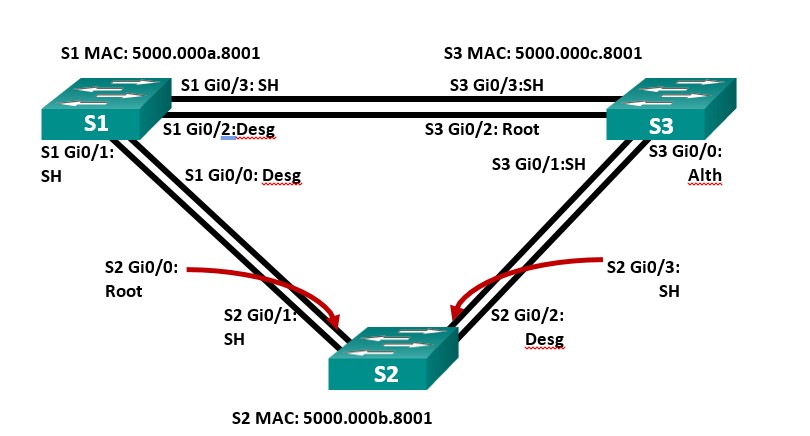 S1 MAC: 5000.000a.8001
S3 MAC: 5000.000c.8001
S1 Gi0/3: SH
S3 Gi0/3:SH
S1
S3
S1 Gi0/2:Desg
S3 Gi0/2: Root
S1 Gi0/1:
SH
S3 Gi0/0:
Alth
S3 Gi0/1:SH
S1 Gi0/0: Desg
S2 Gi0/0:
Root
S2 Gi0/3:
SH
S2 Gi0/1:
SH
S2 Gi0/2:
Desg
S2
S2 MAC: 5000.000b.8001